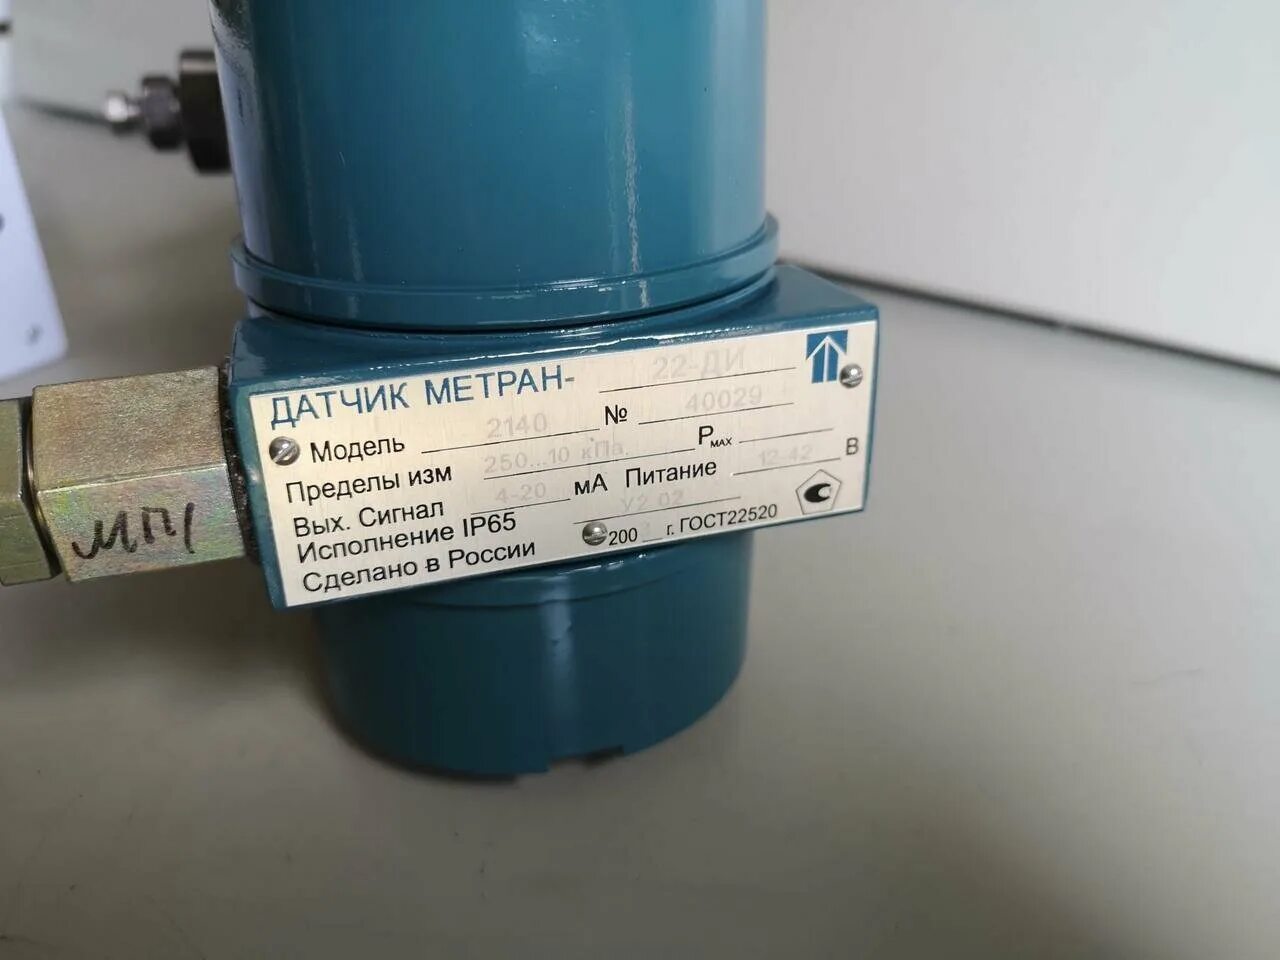 ДАТЧИК МЕТРАН- 22-ДИ
Модель 2140 № 40029
Пределы изм 250...10 кПа. Pмах
Вых. Сигнал 4-20 мА Питание 12-42 В
Исполнение IP65 У2 02
Сделано в России 200 г. ГОСТ22520
МП1